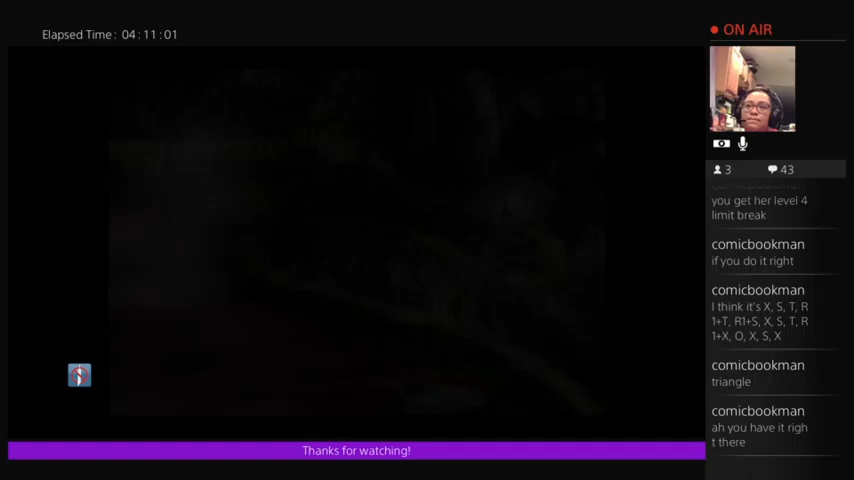 Elapsed Time: 04:11:01
ON AIR
3
43
you get her level 4
limit break
comicbookman
if you do it right
comicbookman
I think it's X, S, T, R
1+T, R1+S, X, S, T, R
1+X, O, X, S, X
comicbookman
triangle
comicbookman
ah you have it righ
t there
Thanks for watching!